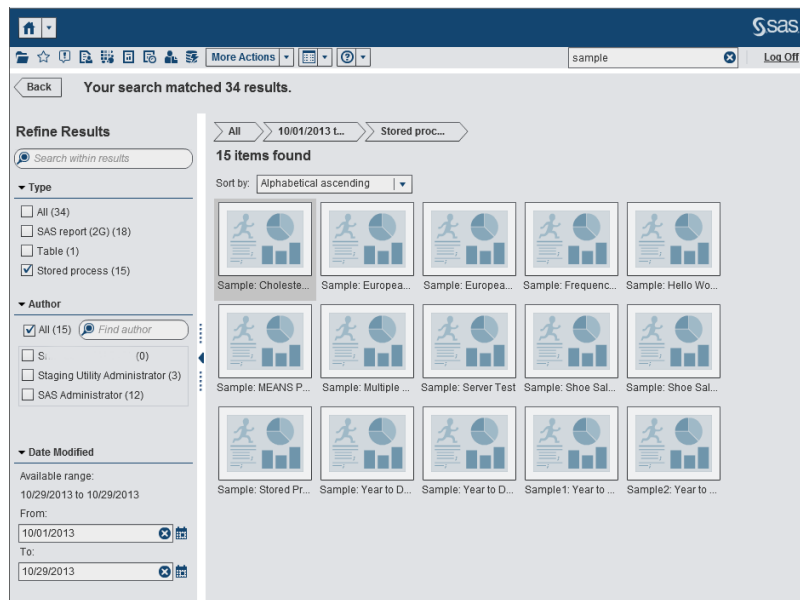 sas
More Actions
sample
Log Off
Back
Your search matched 34 results.
Refine Results
Search within results
Type
All (34)
SAS report (2G) (18)
Table (1)
Stored process (15)
Author
All (15)
Find author
S. (0)
Staging Utility Administrator (3)
SAS Administrator (12)
Date Modified
Available range:
10/29/2013 to 10/29/2013
From:
10/01/2013
To:
10/29/2013
All
10/01/2013 t...
Stored proc...
15 items found
Sort by: Alphabetical ascending
Sample: Choleste... Sample: Europea... Sample: Europea... Sample: Frequenc... Sample: Hello Wo...
Sample: MEANS P... Sample: Multiple ... Sample: Server Test Sample: Shoe Sal... Sample: Shoe Sal...
Sample: Stored Pr... Sample: Year to D... Sample: Year to D... Sample1: Year to ... Sample2: Year to ...